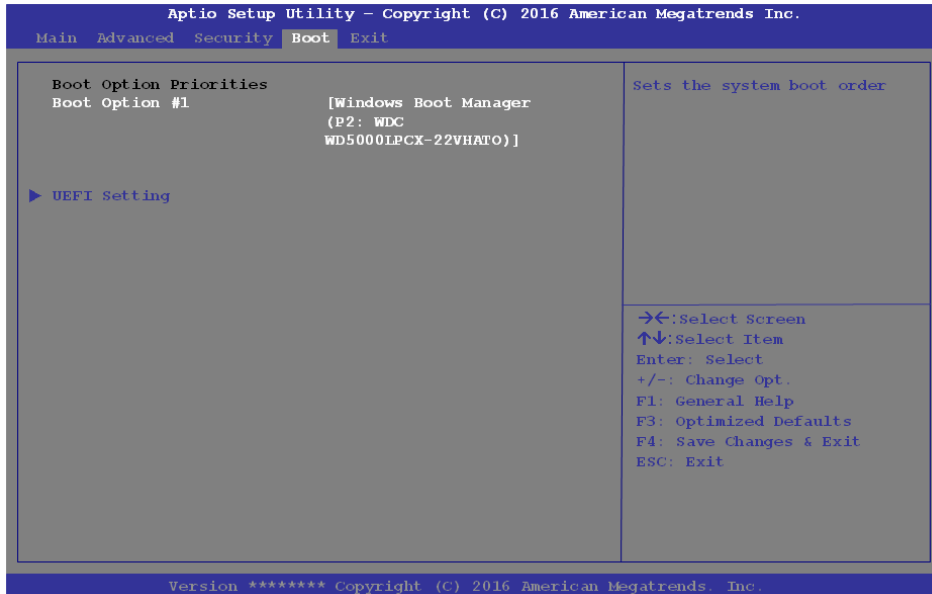 Aptio Setup Utility – Copyright (C) 2016 American Megatrends Inc.
Main Advanced Security Boot Exit
Boot Option Priorities
Boot Option #1 [Windows Boot Manager
(P2: WDC
WD5000LPCX-22VHATO)]
▶ UEFI Setting
Sets the system boot order
→←:Select Screen
↑↓:Select Item
Enter: Select
+/-: Change Opt.
F1: General Help
F3: Optimized Defaults
F4: Save Changes & Exit
ESC: Exit
Version ******** Copyright (C) 2016 American Megatrends. Inc.